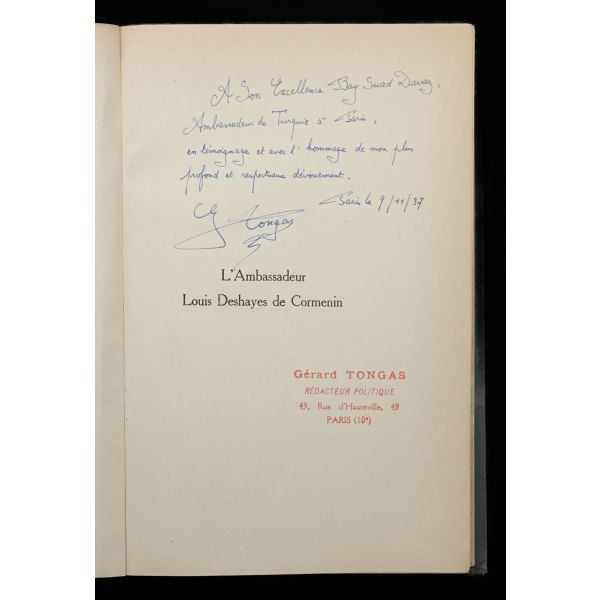 A Son Excellence Bay Suad Davaz,
Ambassadeur de Turquie à Paris,
en témoignage et avec l'hommage de mon plus
profond et respectueux dévouement.
Paris le 9/11/37
G Tongas
L'Ambassadeur
Louis Deshayes de Cormenin
Gérard TONGAS
RÉDACTEUR POLITIQUE
49, Rue d'Hauteville, 49
PARIS (10e)